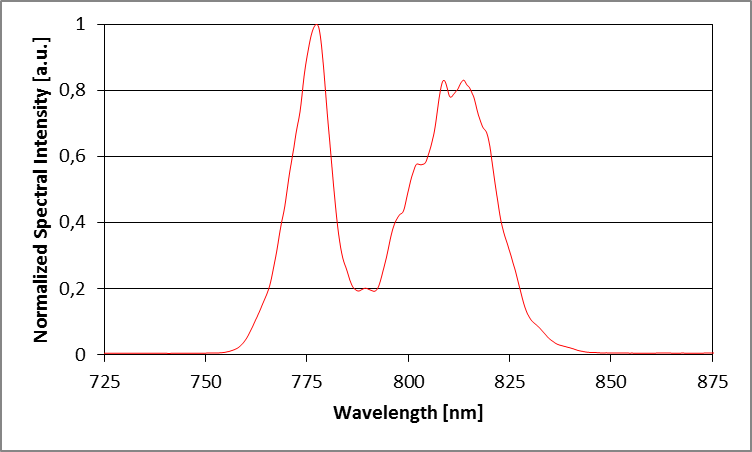 Normalized Spectral Intensity [a.u.]
1
0,8
0,6
0,4
0,2
0
725 750 775 800 825 850 875
Wavelength [nm]